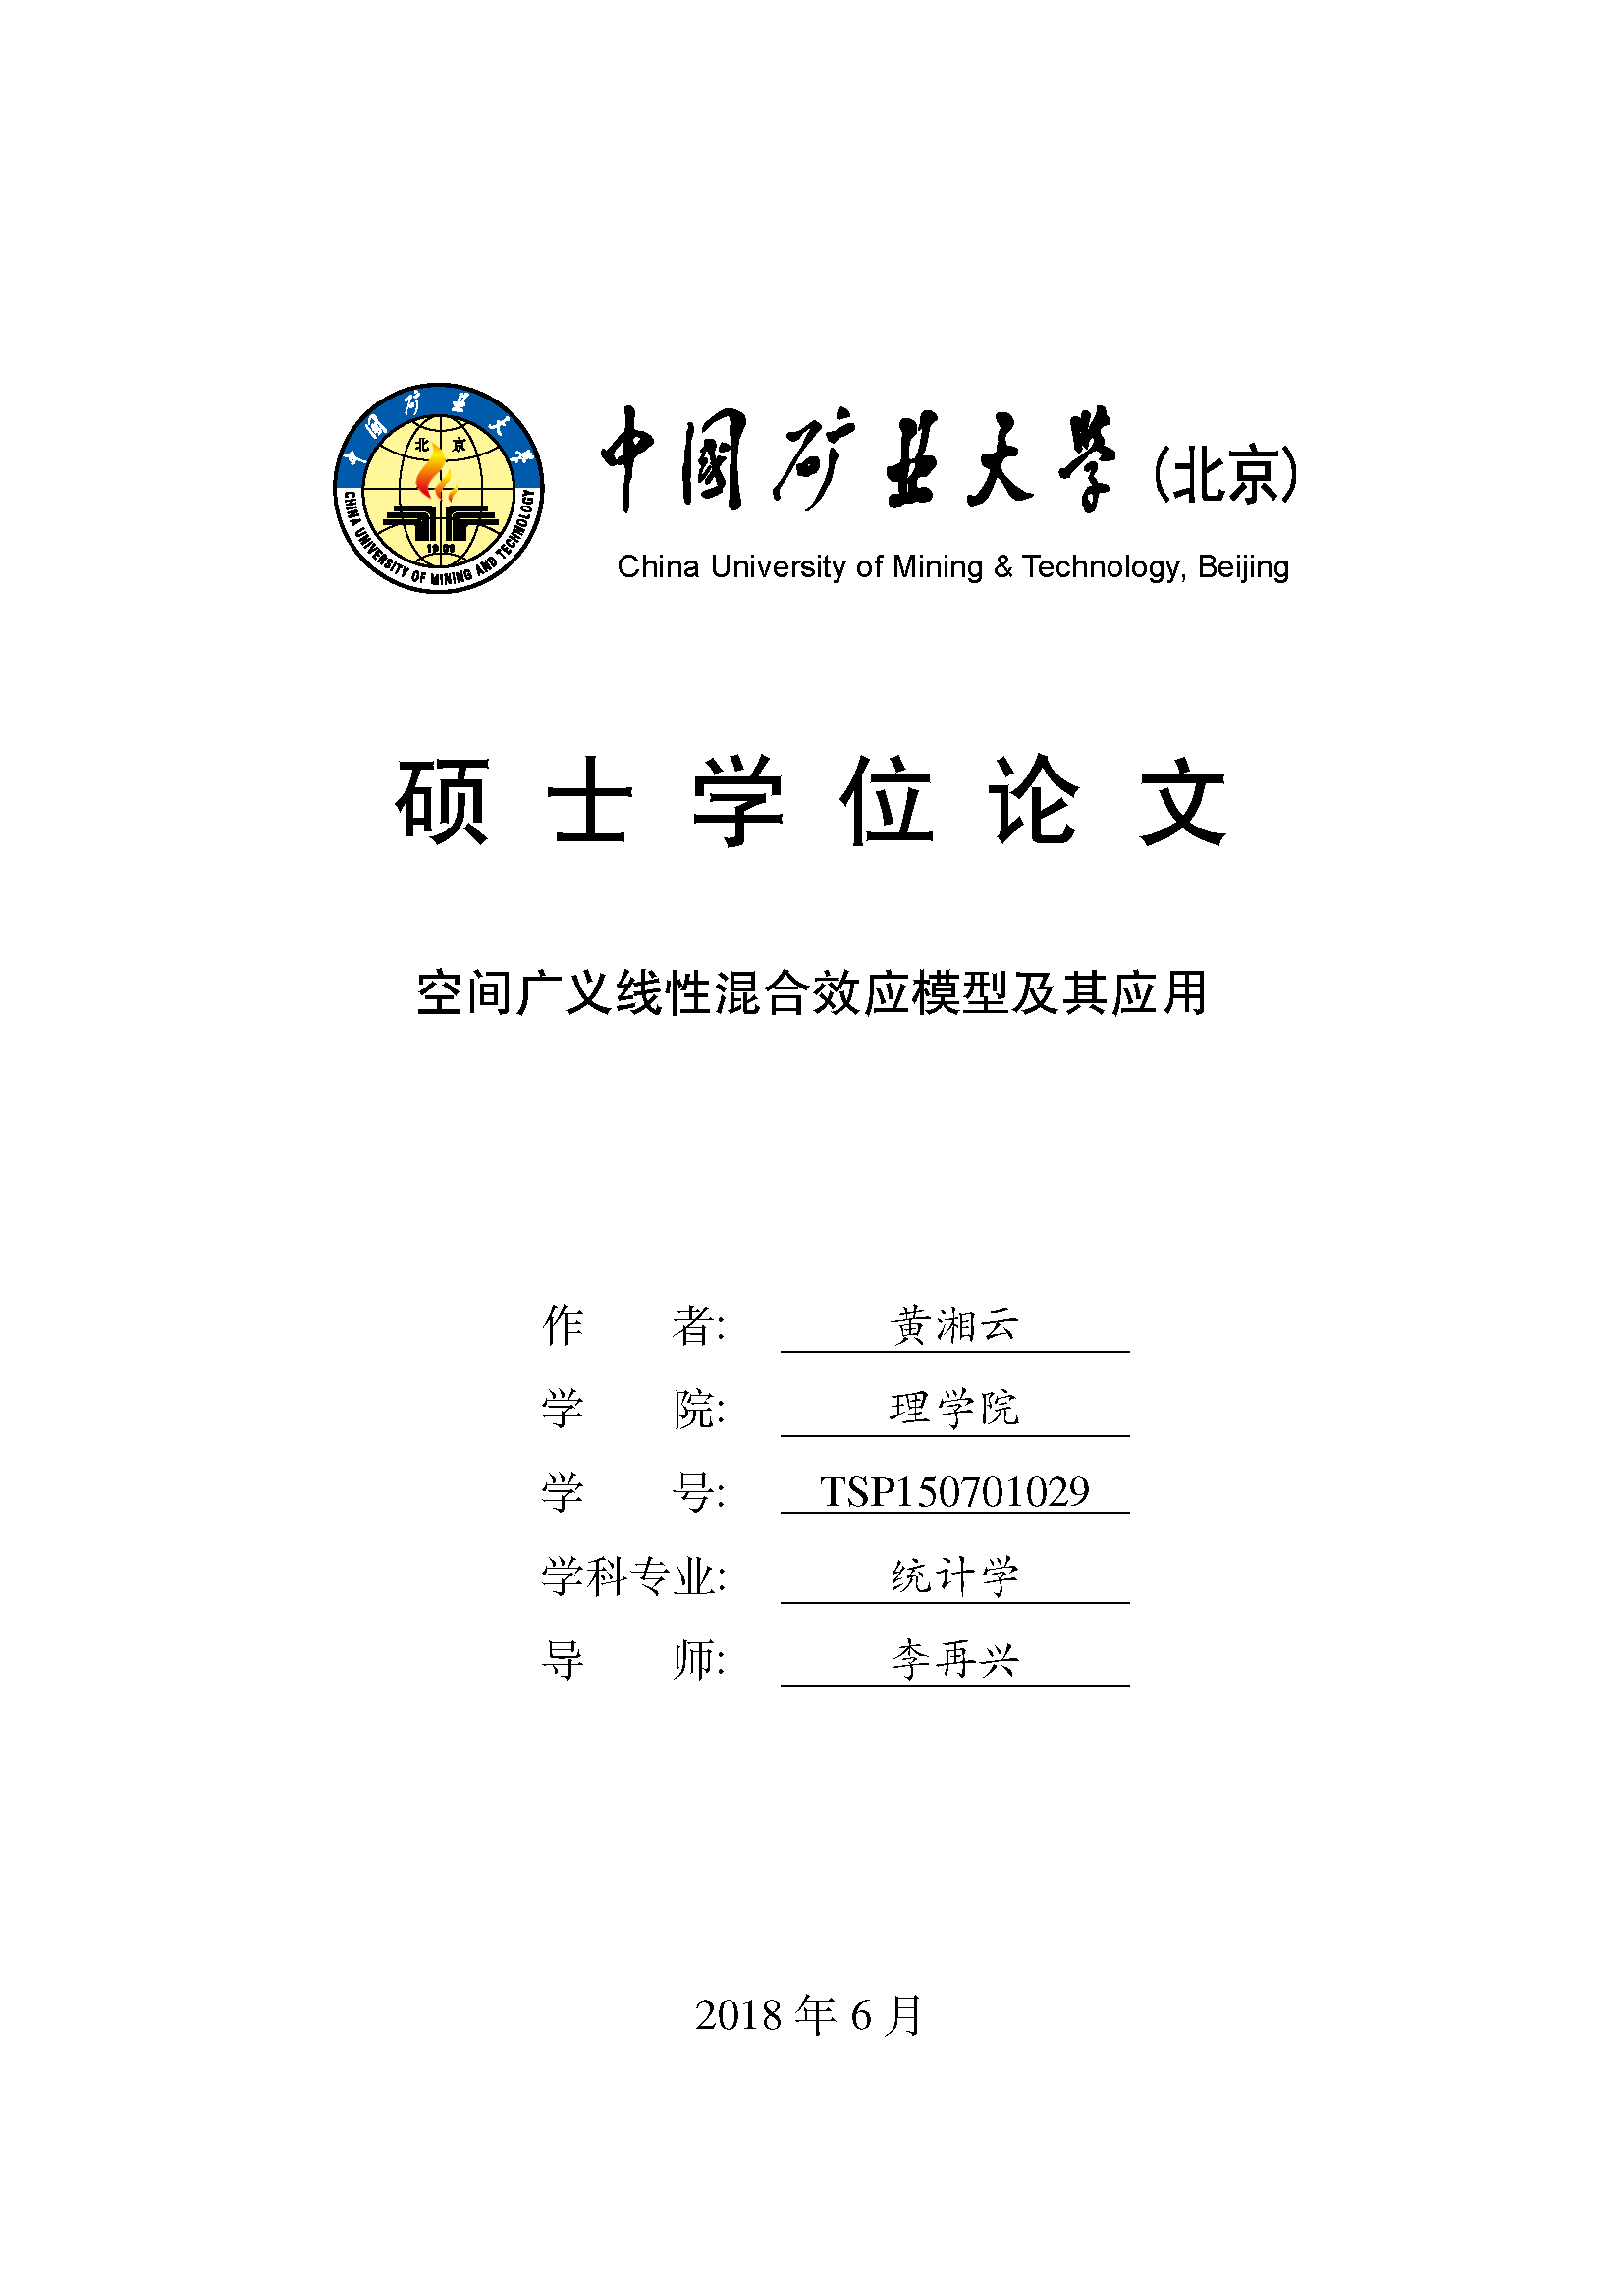 中国矿业大学
北京
CHINA UNIVERSITY OF MINING AND TECHNOLOGY
1909
中國矿业大學(北京)
China University of Mining & Technology, Beijing
硕士学位论文
空间广义线性混合效应模型及其应用
作 者: 黄湘云
学 院: 理学院
学 号: TSP150701029
学科专业: 统计学
导 师: 李再兴
2018 年 6 月